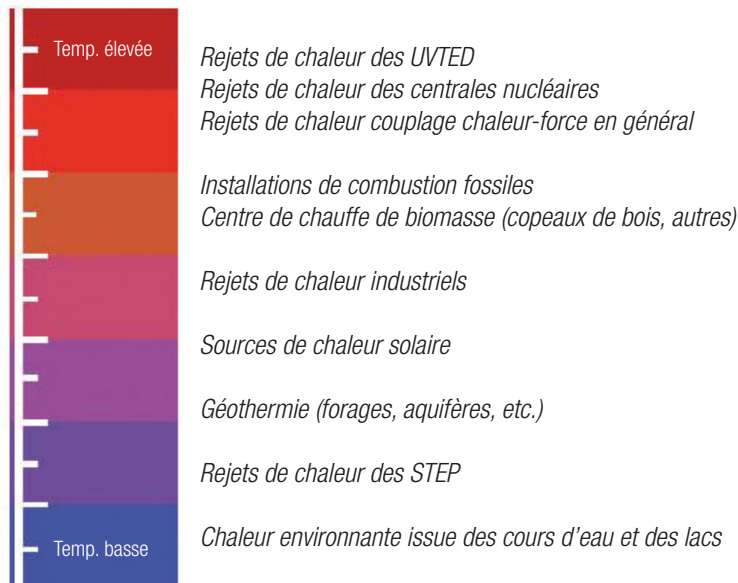 Temp. élevée
Rejets de chaleur des UVTED
Rejets de chaleur des centrales nucléaires
Rejets de chaleur couplage chaleur-force en général
Installations de combustion fossiles
Centre de chauffe de biomasse (copeaux de bois, autres)
Rejets de chaleur industriels
Sources de chaleur solaire
Géothermie (forages, aquifères, etc.)
Rejets de chaleur des STEP
Temp. basse
Chaleur environnante issue des cours d’eau et des lacs